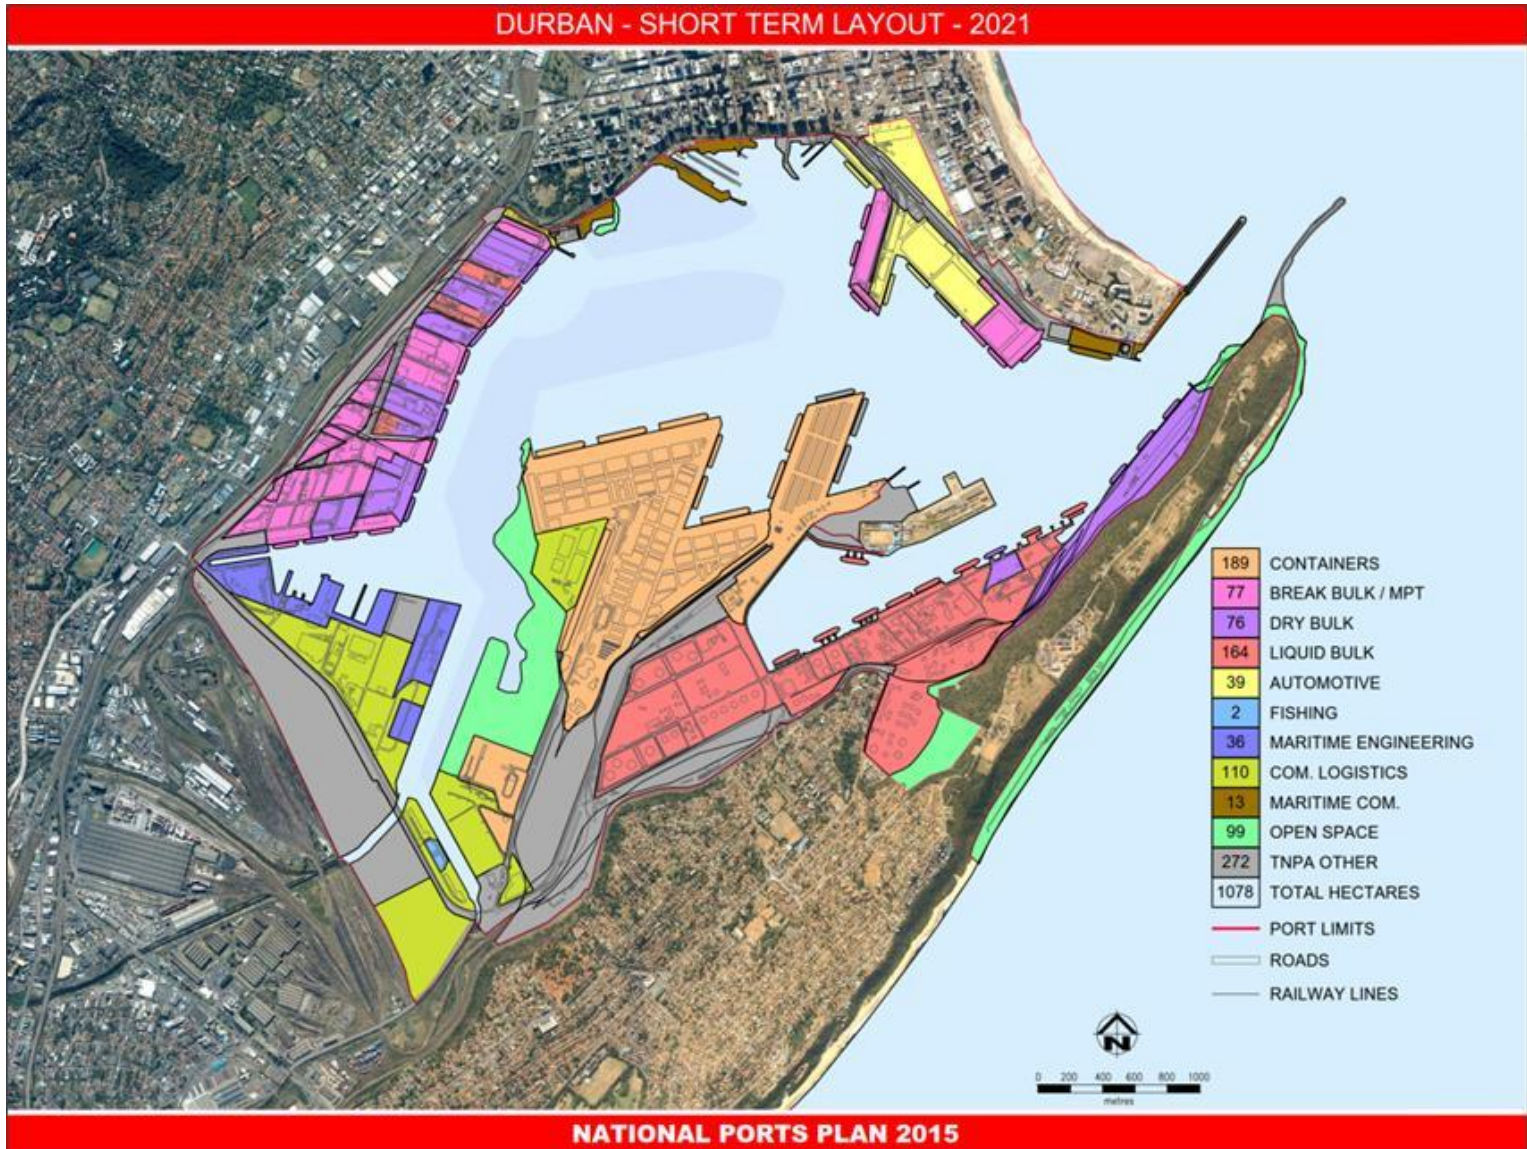 DURBAN - SHORT TERM LAYOUT - 2021
189 CONTAINERS
77 BREAK BULK / MPT
76 DRY BULK
164 LIQUID BULK
39 AUTOMOTIVE
2 FISHING
36 MARITIME ENGINEERING
110 COM. LOGISTICS
13 MARITIME COM.
99 OPEN SPACE
272 TNPA OTHER
1078 TOTAL HECTARES
PORT LIMITS
ROADS
RAILWAY LINES
N
0 200 400 600 800 1000
metres
NATIONAL PORTS PLAN 2015